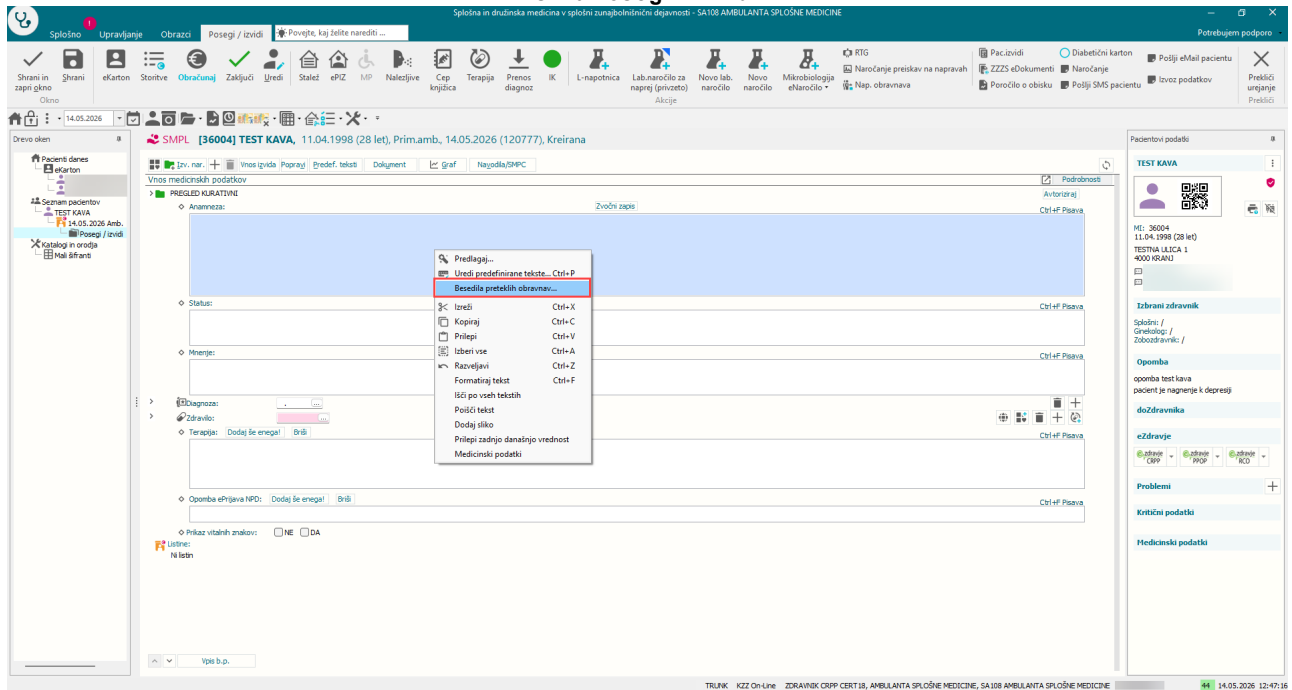 Splošna in družinska medicina v splošni zunajbolnišnični dejavnosti - SA108 AMBULANTA SPLOŠNE MEDICINE
1
Splošno Upravljanje Obrazci Posegi / izvidi Povejte, kaj želite narediti ... Potrebujem podporo
Shrani in zapri okno Shrani eKarton Storitve Obračunaj Zaključi Uredi Stalež ePIZ MP Nalezljive Cep knjižica Terapija Prenos diagnoz IK L-napotnica Lab.naročilo za naprej (privzeto) Novo lab. naročilo Novo naročilo Mikrobiologija eNaročilo
RTG
Naročanje preiskav na napravah
Nap. obravnava
Pac.izvidi
ZZZS eDokumenti
Poročilo o obisku
Diabetični karton
Naročanje
Pošlji SMS pacientu
Pošlji eMail pacientu
Izvoz podatkov
Prekliči urejanje
Okno Akcije Prekliči
14.05.2026
Drevo oken
Pacienti danes
eKarton
Seznam pacientov
TEST KAVA
14.05.2026 Amb.
Posegi / izvidi
Katalogi in orodja
Mali šifranti
SMPL [36004] TEST KAVA, 11.04.1998 (28 let), Prim.amb., 14.05.2026 (120777), Kreirana
Izv. nar. Vnos izvida Popravi Predef. teksti Dokument Graf Navodila/SMPC
Vnos medicinskih podatkov Podrobnosti
PREGLED KURATIVNI Avtoriziraj
Anamneza: Zvočni zapis Ctrl+F Pisava
Predlagaj...
Uredi predefinirane tekste... Ctrl+P
Besedila preteklih obravnav...
Izreži Ctrl+X
Kopiraj Ctrl+C
Prilepi Ctrl+V
Izberi vse Ctrl+A
Razveljavi Ctrl+Z
Formatiraj tekst Ctrl+F
Išči po vseh tekstih
Poišči tekst
Dodaj sliko
Prilepi zadnjo današnjo vrednost
Medicinski podatki
Status: Ctrl+F Pisava
Mnenje: Ctrl+F Pisava
Diagnoza: . ...
Zdravilo: ...
Terapija: Dodaj še enega! Briši Ctrl+F Pisava
Opomba ePrijava NPD: Dodaj še enega! Briši Ctrl+F Pisava
Prikaz vitalnih znakov: NE DA
Listine:
Ni listin
Vpis b.p.
Pacientovi podatki
TEST KAVA
MI: 36004
11.04.1998 (28 let)
TESTNA ULICA 1
4000 KRANJ
Izbrani zdravnik
Splošni: /
Ginekolog: /
Zobozdravnik: /
Opomba
opomba test kava
pacient je nagnenje k depresiji
doZdravnika
eZdravje
eZdravje CRPP eZdravje PPOP eZdravje RCO
Problemi
Kritični podatki
Medicinski podatki
TRUNK KZZ On-Line ZDRAVNIK CRPP CERT18, AMBULANTA SPLOŠNE MEDICINE, SA108 AMBULANTA SPLOŠNE MEDICINE 44 14.05.2026 12:47:16